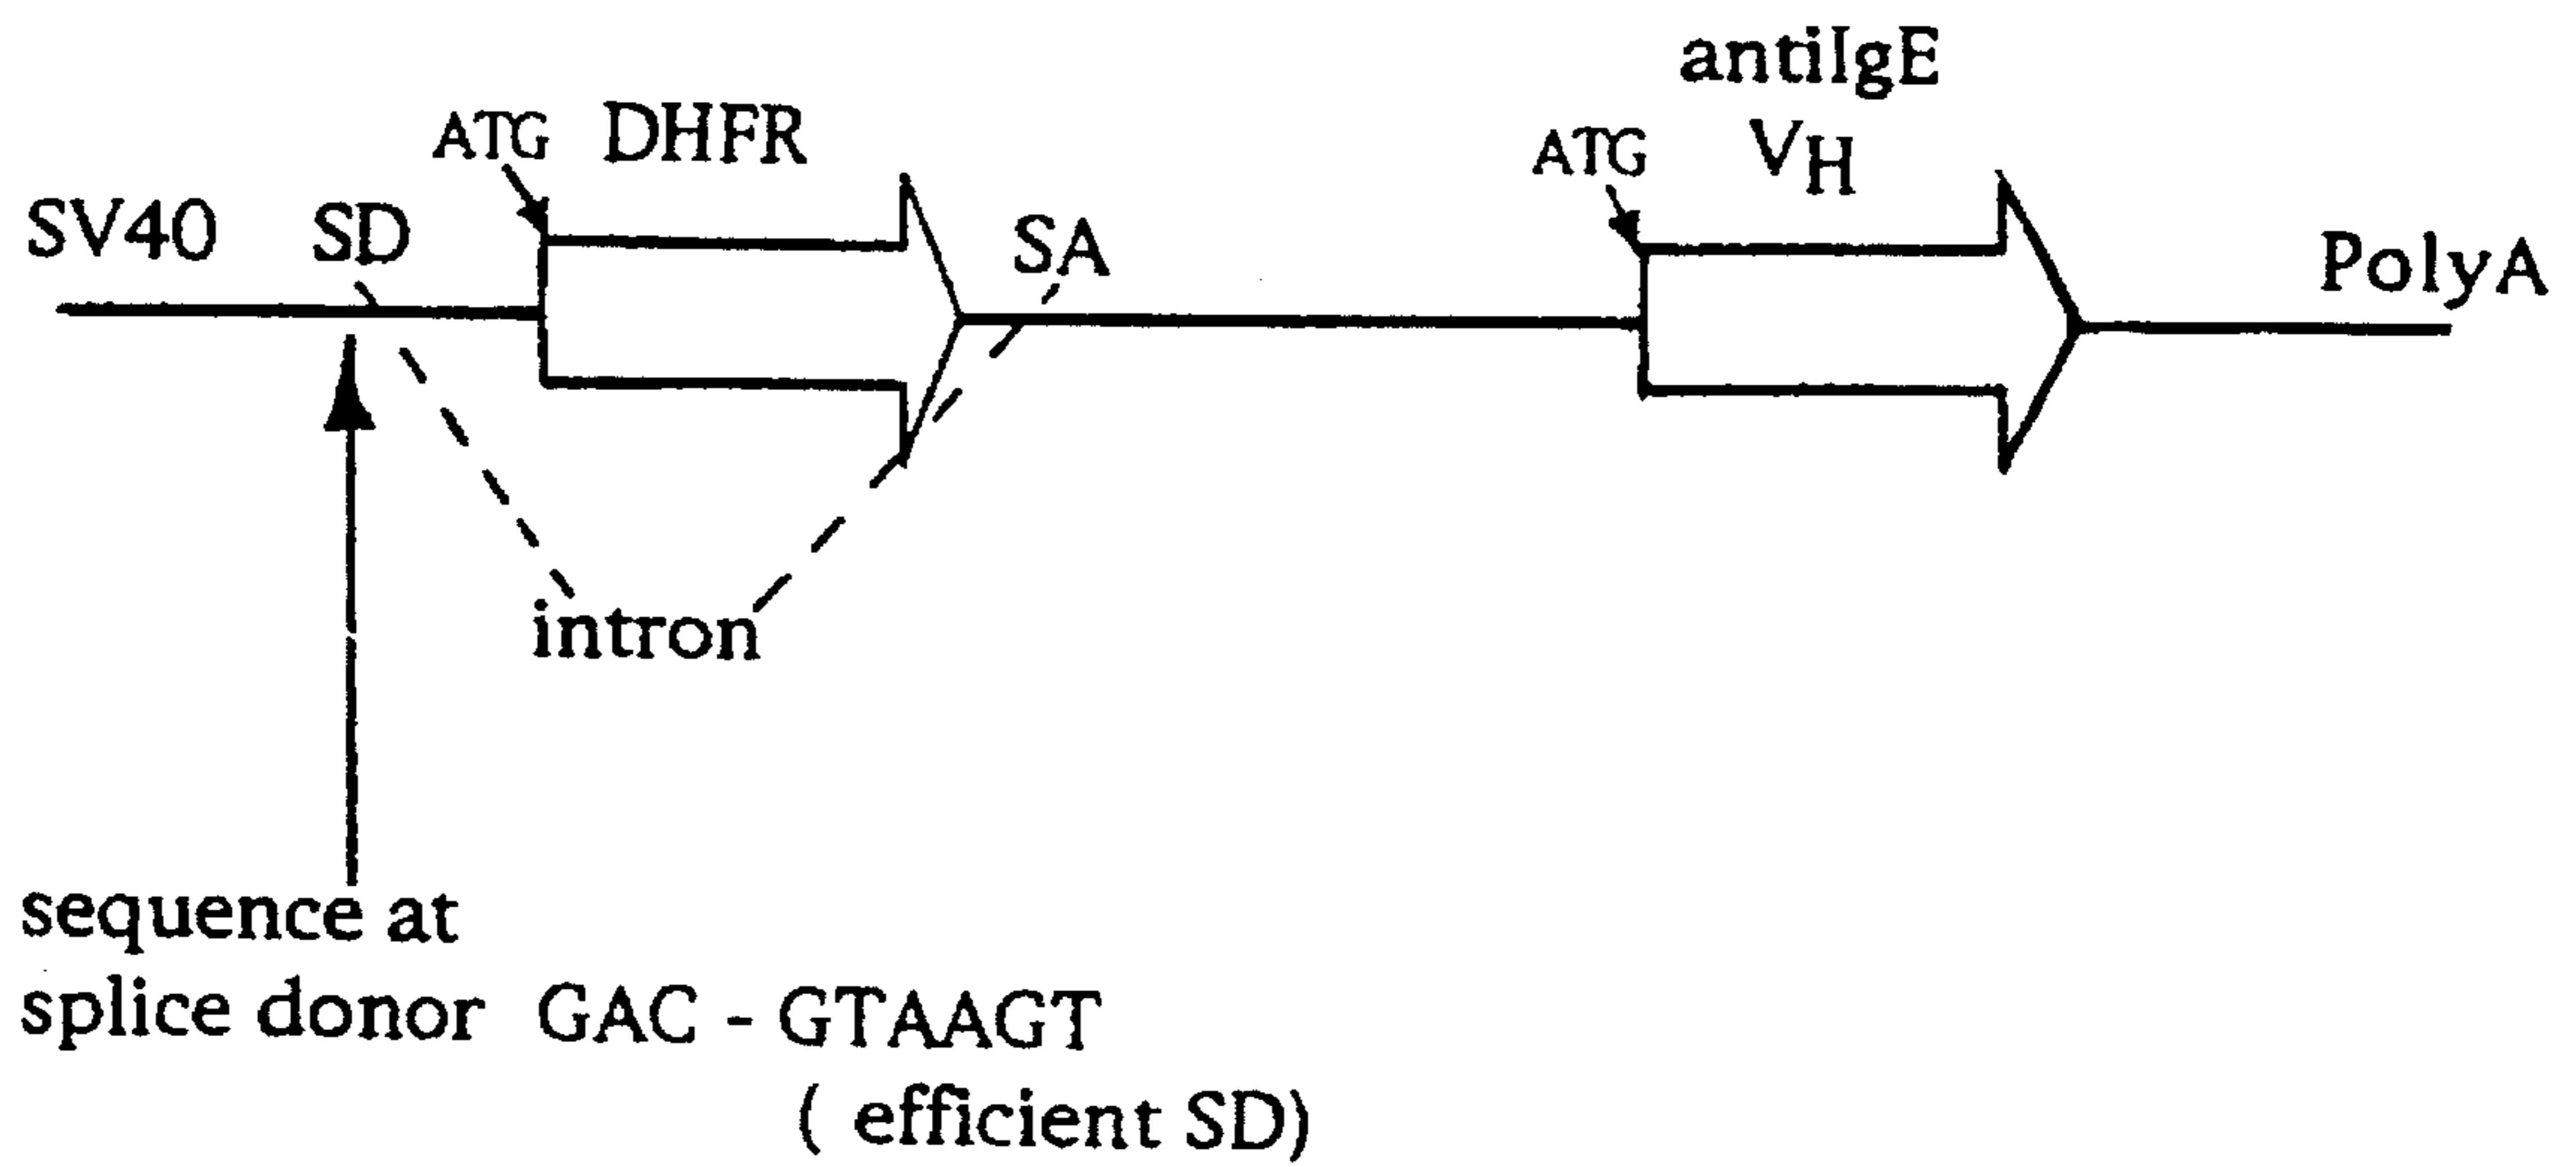 antiIgE
ATG DHFR
ATG VH
SV40 SD
SA
PolyA
intron
sequence at
splice donor GAC - GTAAGT
( efficient SD)